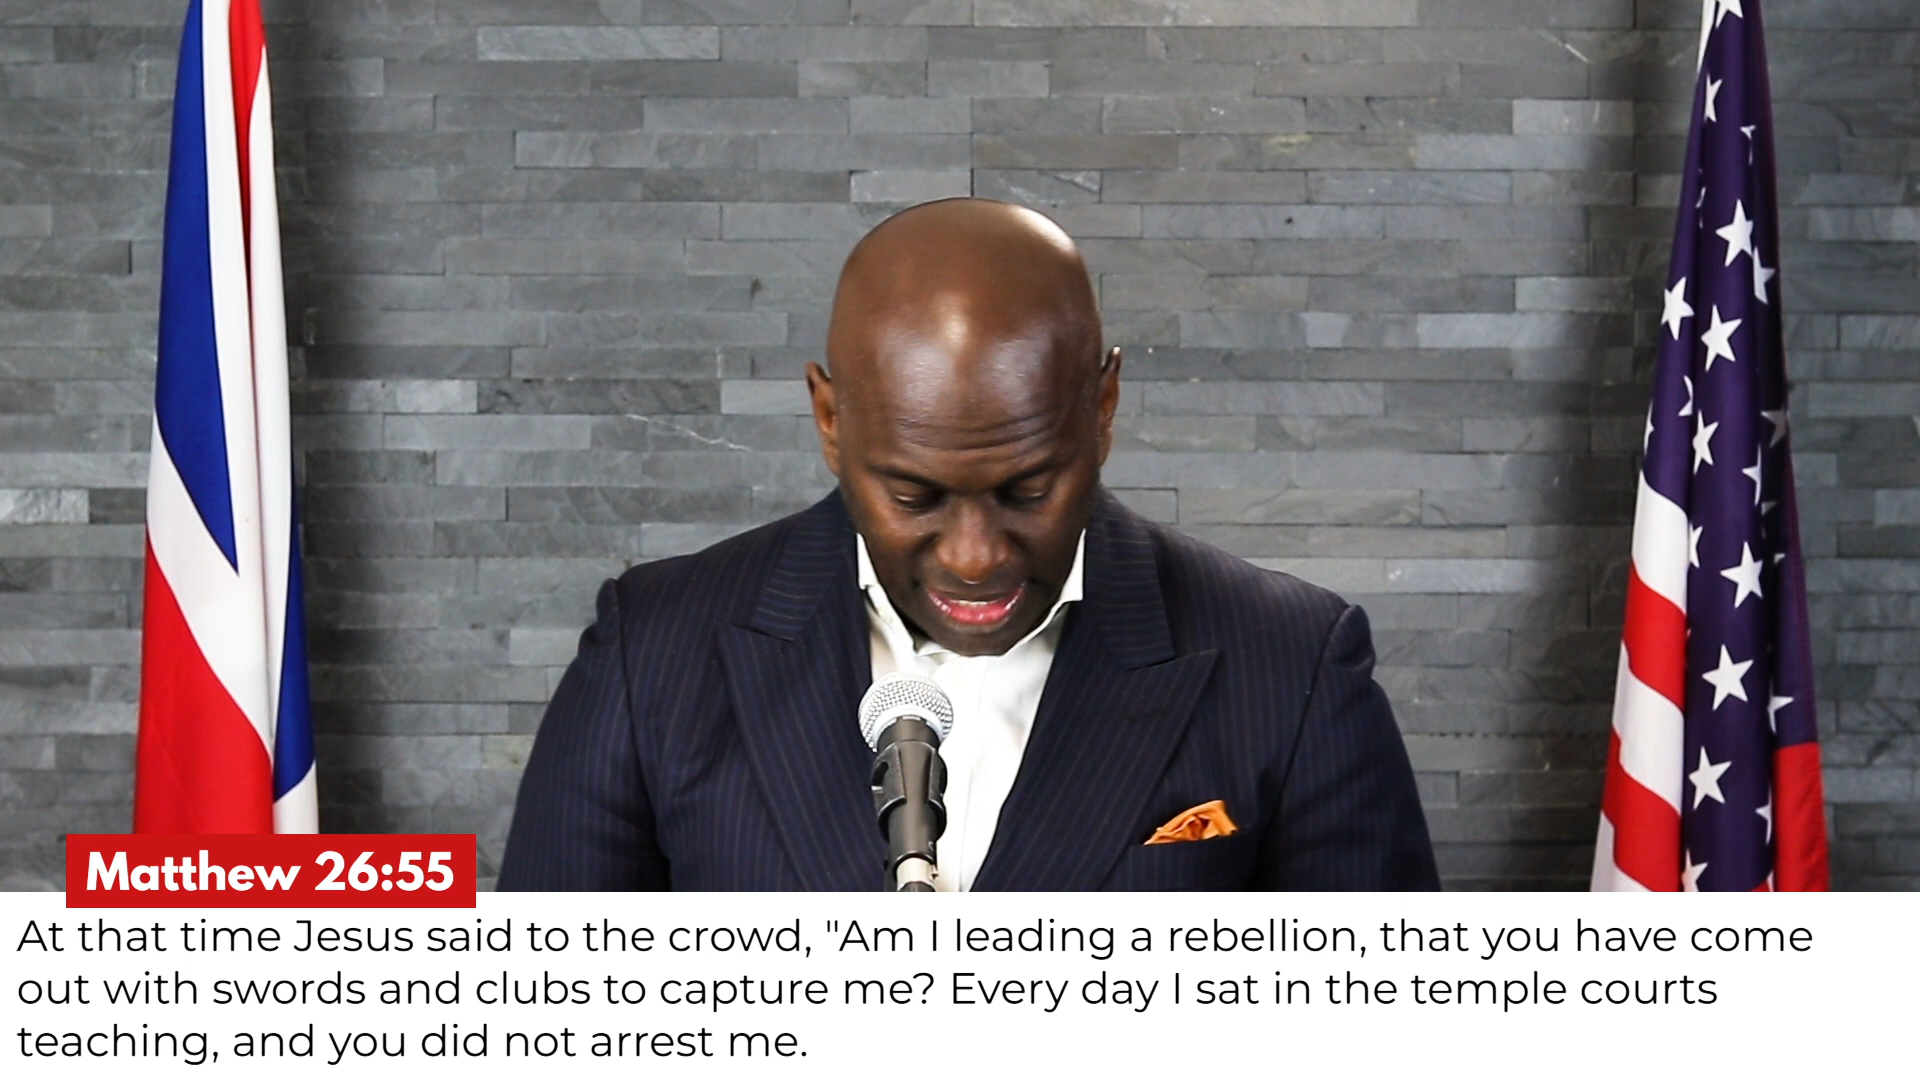 Matthew 26:55
At that time Jesus said to the crowd, "Am I leading a rebellion, that you have come
out with swords and clubs to capture me? Every day I sat in the temple courts
teaching, and you did not arrest me.